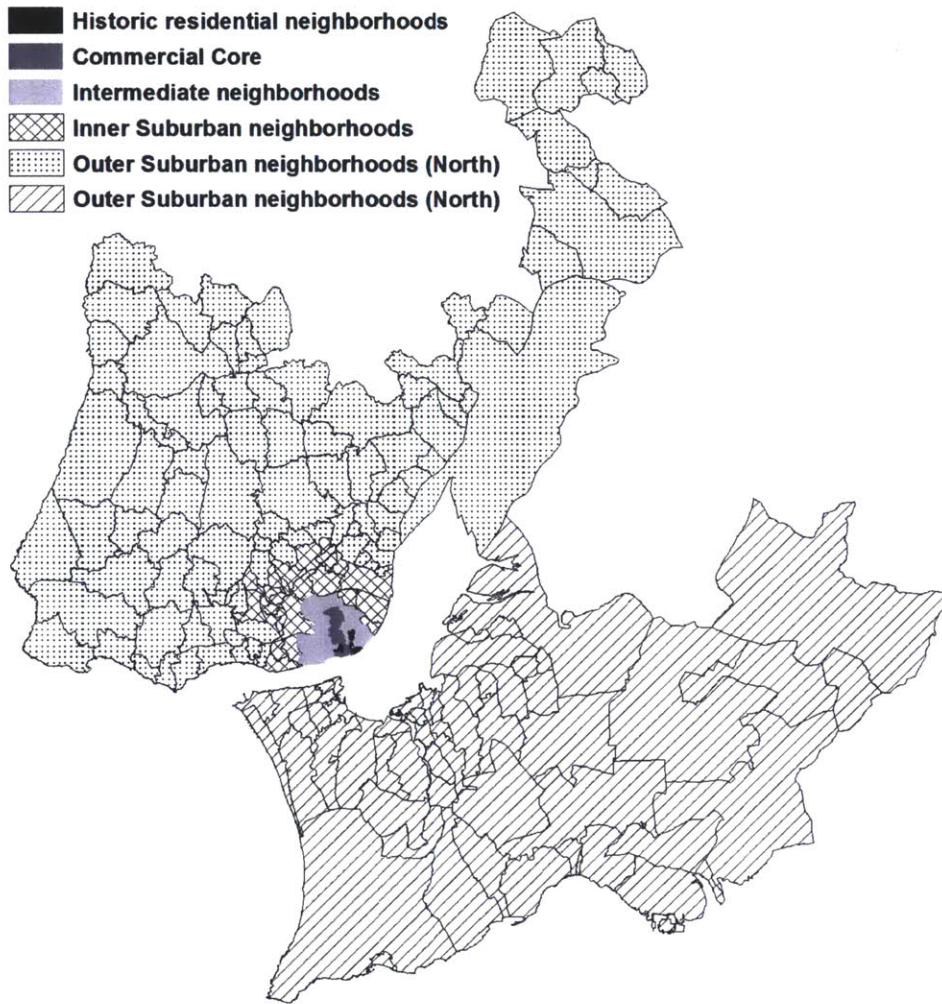 Historic residential neighborhoods
Commercial Core
Intermediate neighborhoods
Inner Suburban neighborhoods
Outer Suburban neighborhoods (North)
Outer Suburban neighborhoods (North)